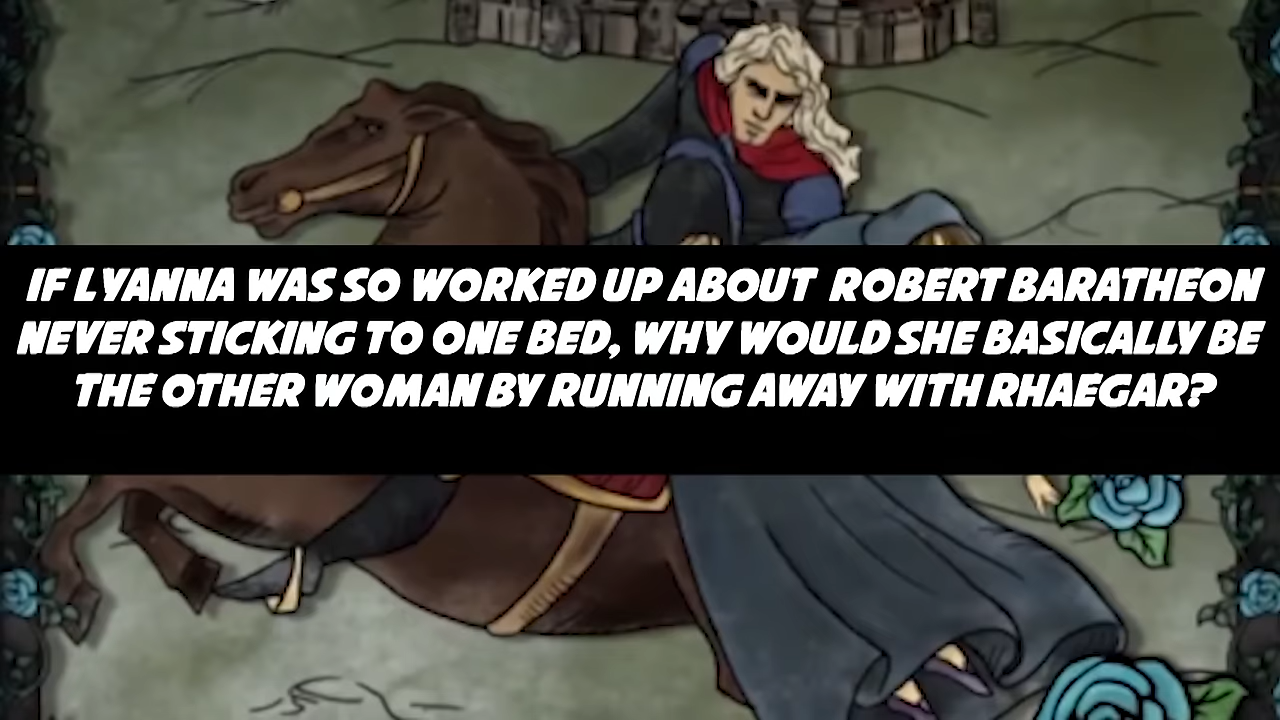 IF LYANNA WAS SO WORKED UP ABOUT ROBERT BARATHEON
NEVER STICKING TO ONE BED, WHY WOULD SHE BASICALLY BE
THE OTHER WOMAN BY RUNNING AWAY WITH RHAEGAR?